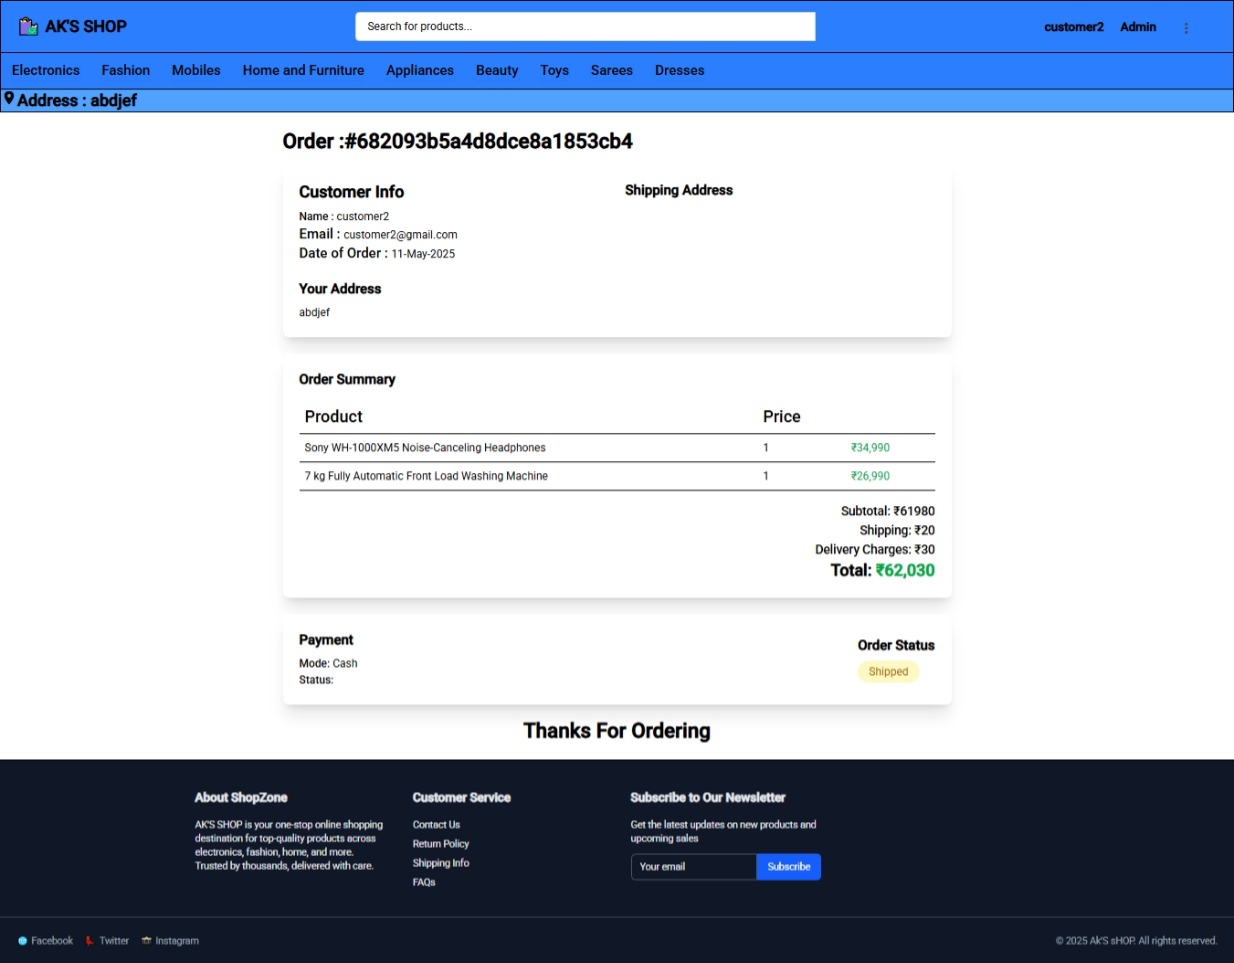 AK'S SHOP
Search for products...
customer2 Admin
Electronics Fashion Mobiles Home and Furniture Appliances Beauty Toys Sarees Dresses
Address : abdjef
Order :#682093b5a4d8dce8a1853cb4
Customer Info
Name : customer2
Email : customer2@gmail.com
Date of Order : 11-May-2025
Your Address
abdjef
Shipping Address
Order Summary
Product Price
Sony WH-1000XM5 Noise-Canceling Headphones 1 ₹34,990
7 kg Fully Automatic Front Load Washing Machine 1 ₹26,990
Subtotal: ₹61980
Shipping: ₹20
Delivery Charges: ₹30
Total: ₹62,030
Payment
Mode: Cash
Status:
Order Status
Shipped
Thanks For Ordering
About ShopZone
AK'S SHOP is your one-stop online shopping
destination for top-quality products across
electronics, fashion, home, and more.
Trusted by thousands, delivered with care.
Customer Service
Contact Us
Return Policy
Shipping Info
FAQs
Subscribe to Our Newsletter
Get the latest updates on new products and
upcoming sales
Your email Subscribe
Facebook Twitter Instagram
© 2025 Ak'S sHOP. All rights reserved.